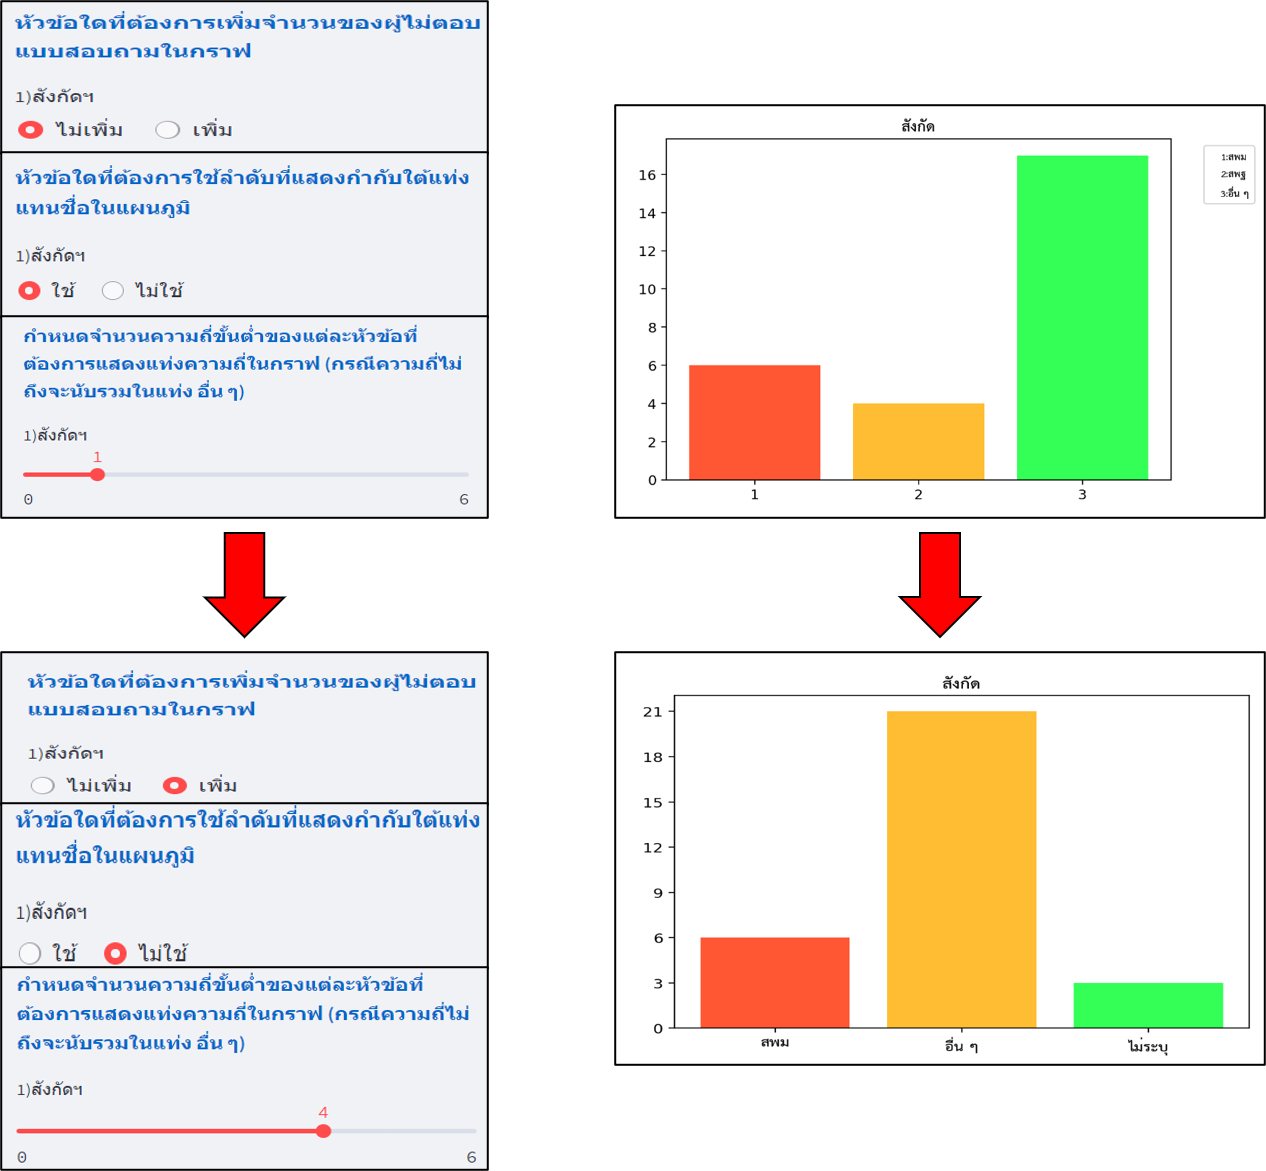 หัวข้อใดที่ต้องการเพิ่มจำนวนของผู้ไม่ตอบ
แบบสอบถามในกราฟ
1)สังกัดฯ
ไม่เพิ่ม เพิ่ม
หัวข้อใดที่ต้องการใช้ลำดับที่แสดงกำกับใต้แท่ง
แทนชื่อในแผนภูมิ
1)สังกัดฯ
ใช้ ไม่ใช้
กำหนดจำนวนความถี่ขั้นต่ำของแต่ละหัวข้อที่
ต้องการแสดงแท่งความถี่ในกราฟ (กรณีความถี่ไม่
ถึงจะนับรวมในแท่ง อื่น ๆ)
1)สังกัดฯ
1
0 6
สังกัด
1:สพม
2:สพฐ
3:อื่น ๆ
16
14
12
10
8
6
4
2
0
1 2 3
หัวข้อใดที่ต้องการเพิ่มจำนวนของผู้ไม่ตอบ
แบบสอบถามในกราฟ
1)สังกัดฯ
ไม่เพิ่ม เพิ่ม
หัวข้อใดที่ต้องการใช้ลำดับที่แสดงกำกับใต้แท่ง
แทนชื่อในแผนภูมิ
1)สังกัดฯ
ใช้ ไม่ใช้
กำหนดจำนวนความถี่ขั้นต่ำของแต่ละหัวข้อที่
ต้องการแสดงแท่งความถี่ในกราฟ (กรณีความถี่ไม่
ถึงจะนับรวมในแท่ง อื่น ๆ)
1)สังกัดฯ
4
0 6
สังกัด
21
18
15
12
9
6
3
0
สพม อื่น ๆ ไม่ระบุ